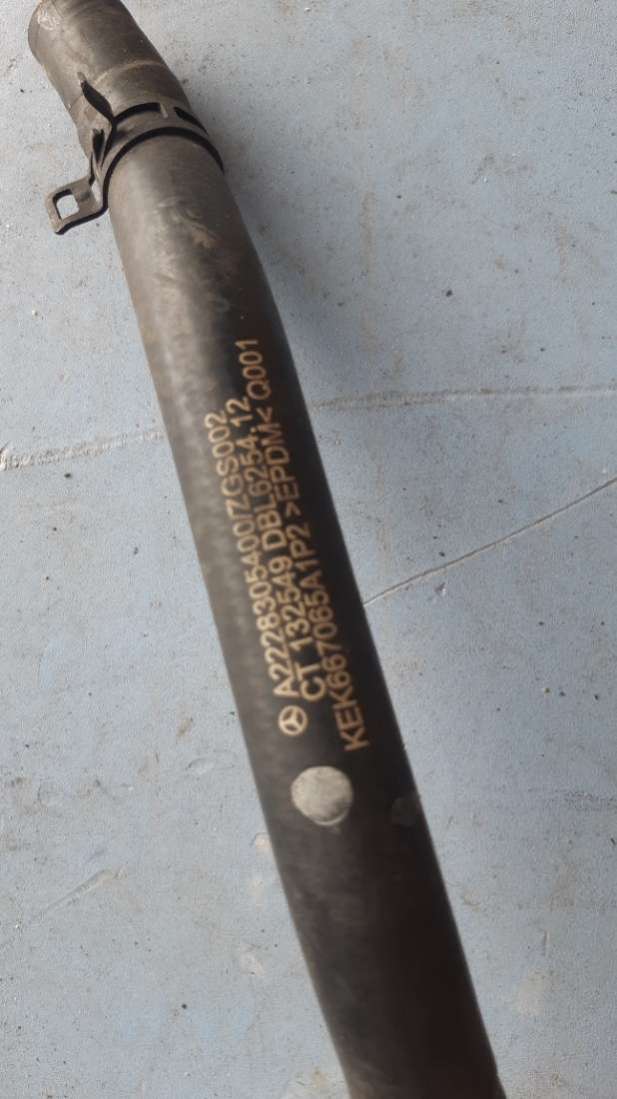 A2228305400/ZGS002
CT 132549 DBL6254.12
KEK667065A1P2 >EPDM< Q001